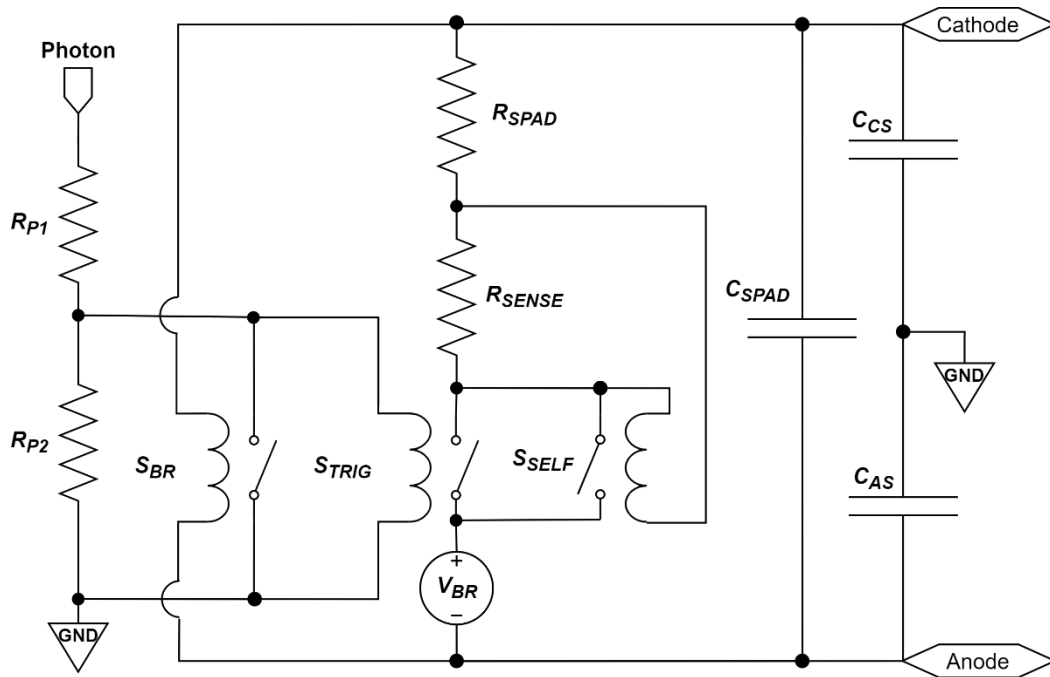 Cathode
Photon
R_SPAD
C_CS
R_P1
R_SENSE
C_SPAD
GND
R_P2
S_BR
S_TRIG
S_SELF
C_AS
+
V_BR
−
GND
Anode